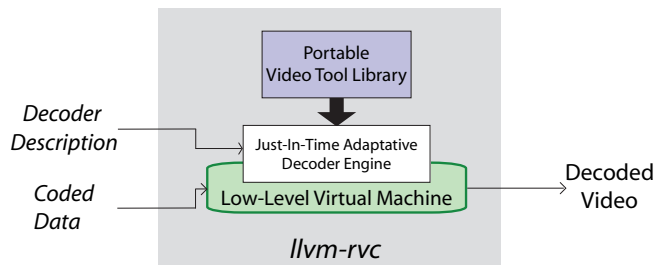 Portable
Video Tool Library
Decoder
Description
Just-In-Time Adaptative
Decoder Engine
Coded
Data
Low-Level Virtual Machine
Decoded
Video
llvm-rvc